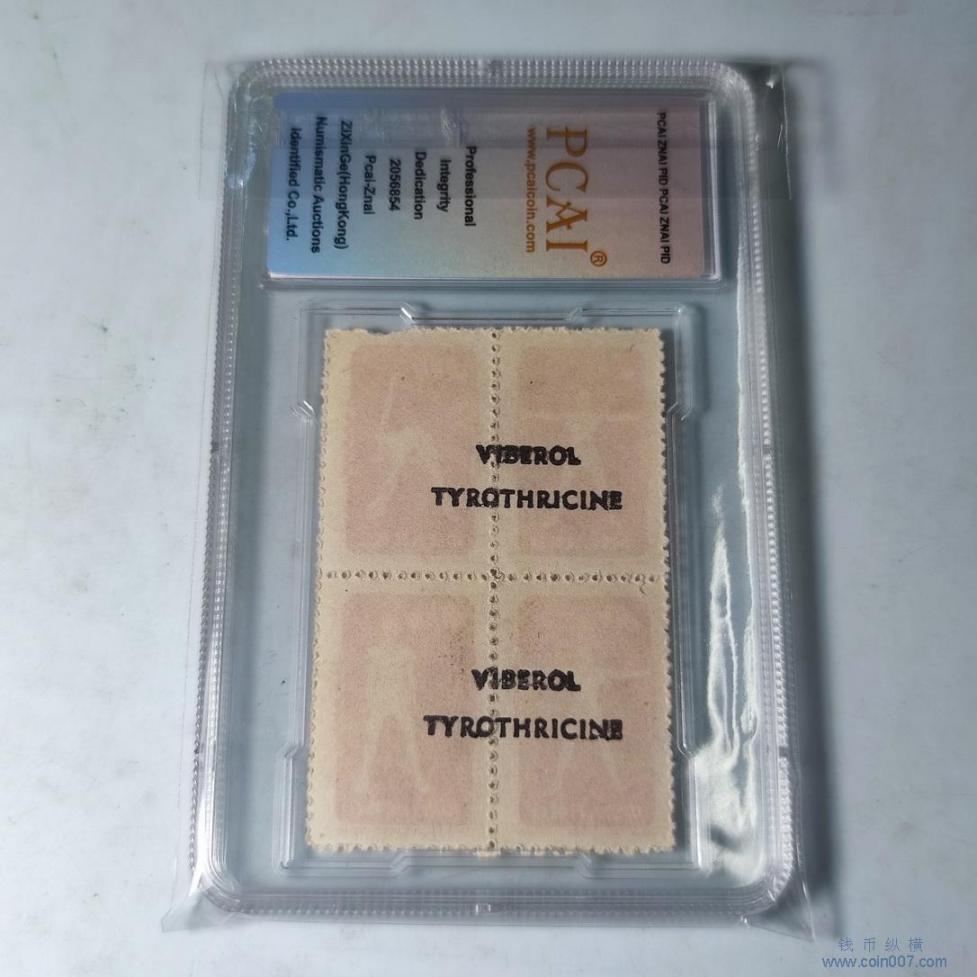 PCAI ZNAI PID PCAI ZNAI PID
PCAI®
www.pcaicoin.com
Professional
Integrity
Dedication
2056854
Pcai-Znai
ZiXinGe(HongKong)
Numismatic Auctions
Identified Co.,Ltd.
VIBEROL
TYROTHRICINE
VIBEROL
TYROTHRICINE
钱币纵横
www.coin007.com